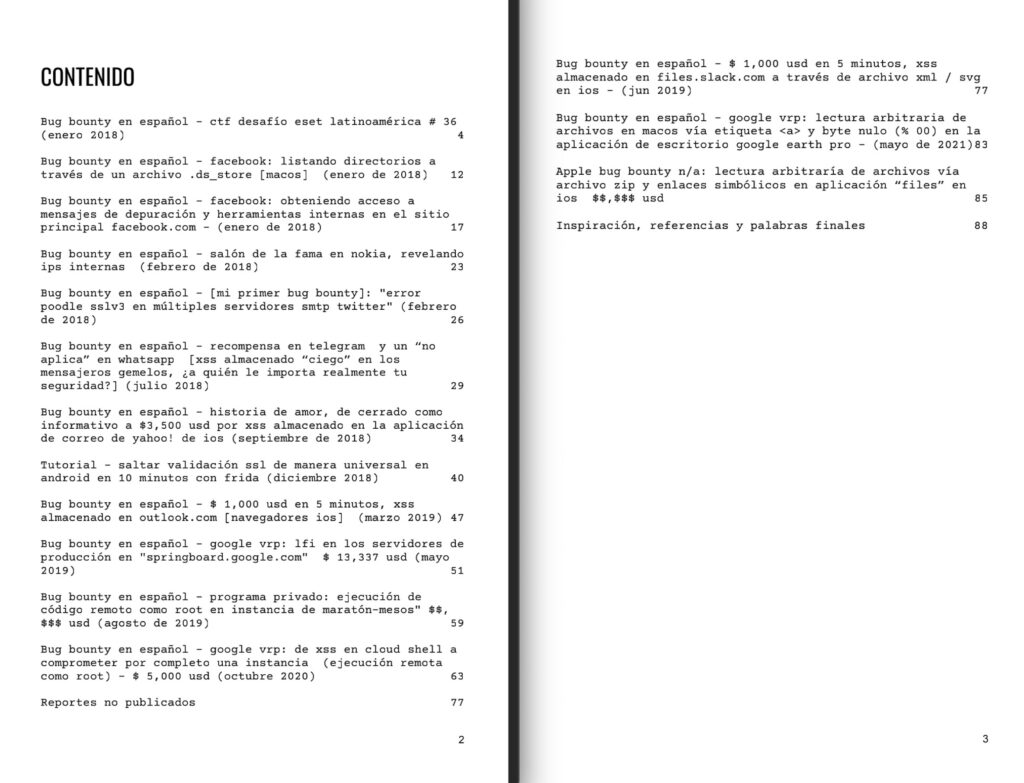 CONTENIDO
Bug bounty en español - ctf desafío eset latinoamérica # 36
(enero 2018) 4
Bug bounty en español - facebook: listando directorios a
través de un archivo .ds_store [macos] (enero de 2018) 12
Bug bounty en español - facebook: obteniendo acceso a
mensajes de depuración y herramientas internas en el sitio
principal facebook.com - (enero de 2018) 17
Bug bounty en español - salón de la fama en nokia, revelando
ips internas (febrero de 2018) 23
Bug bounty en español - [mi primer bug bounty]: "error
poodle sslv3 en múltiples servidores smtp twitter" (febrero
de 2018) 26
Bug bounty en español - recompensa en telegram y un “no
aplica” en whatsapp [xss almacenado “ciego” en los
mensajeros gemelos, ¿a quién le importa realmente tu
seguridad?] (julio 2018) 29
Bug bounty en español - historia de amor, de cerrado como
informativo a $3,500 usd por xss almacenado en la aplicación
de correo de yahoo! de ios (septiembre de 2018) 34
Tutorial - saltar validación ssl de manera universal en
android en 10 minutos con frida (diciembre 2018) 40
Bug bounty en español - $ 1,000 usd en 5 minutos, xss
almacenado en outlook.com [navegadores ios] (marzo 2019) 47
Bug bounty en español - google vrp: lfi en los servidores de
producción en "springboard.google.com" $ 13,337 usd (mayo
2019) 51
Bug bounty en español - programa privado: ejecución de
código remoto como root en instancia de maratón-mesos" $$,
$$$ usd (agosto de 2019) 59
Bug bounty en español - google vrp: de xss en cloud shell a
comprometer por completo una instancia (ejecución remota
como root) - $ 5,000 usd (octubre 2020) 63
Reportes no publicados 77
2
Bug bounty en español - $ 1,000 usd en 5 minutos, xss
almacenado en files.slack.com a través de archivo xml / svg
en ios - (jun 2019) 77
Bug bounty en español - google vrp: lectura arbitraria de
archivos en macos vía etiqueta <a> y byte nulo (% 00) en la
aplicación de escritorio google earth pro - (mayo de 2021)83
Apple bug bounty n/a: lectura arbitraría de archivos vía
archivo zip y enlaces simbólicos en aplicación “files” en
ios $$,$$$ usd 85
Inspiración, referencias y palabras finales 88
3